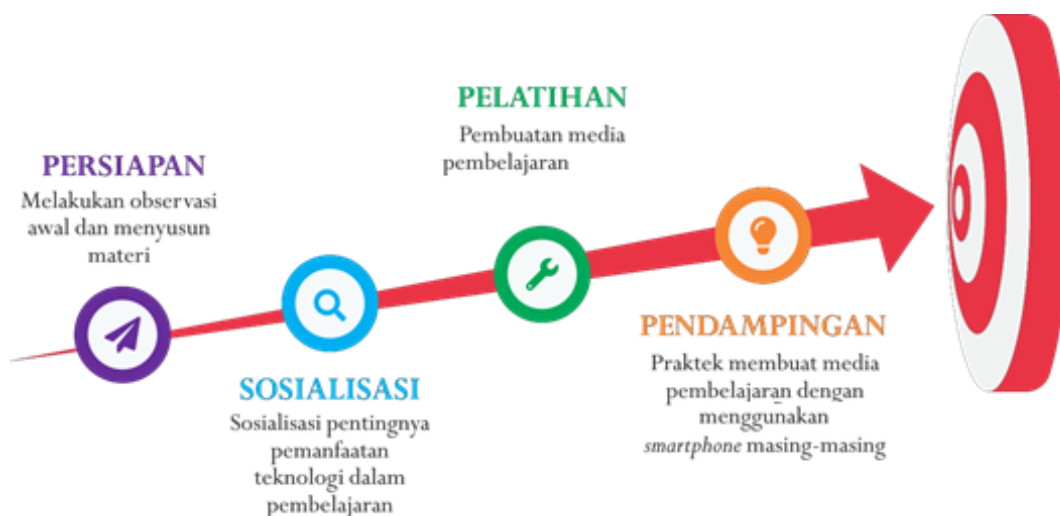 PERSIAPAN
Melakukan observasi
awal dan menyusun
materi
SOSIALISASI
Sosialisasi pentingnya
pemanfaatan
teknologi dalam
pembelajaran
PELATIHAN
Pembuatan media
pembelajaran
PENDAMPINGAN
Praktek membuat media
pembelajaran dengan
menggunakan
smartphone masing-masing